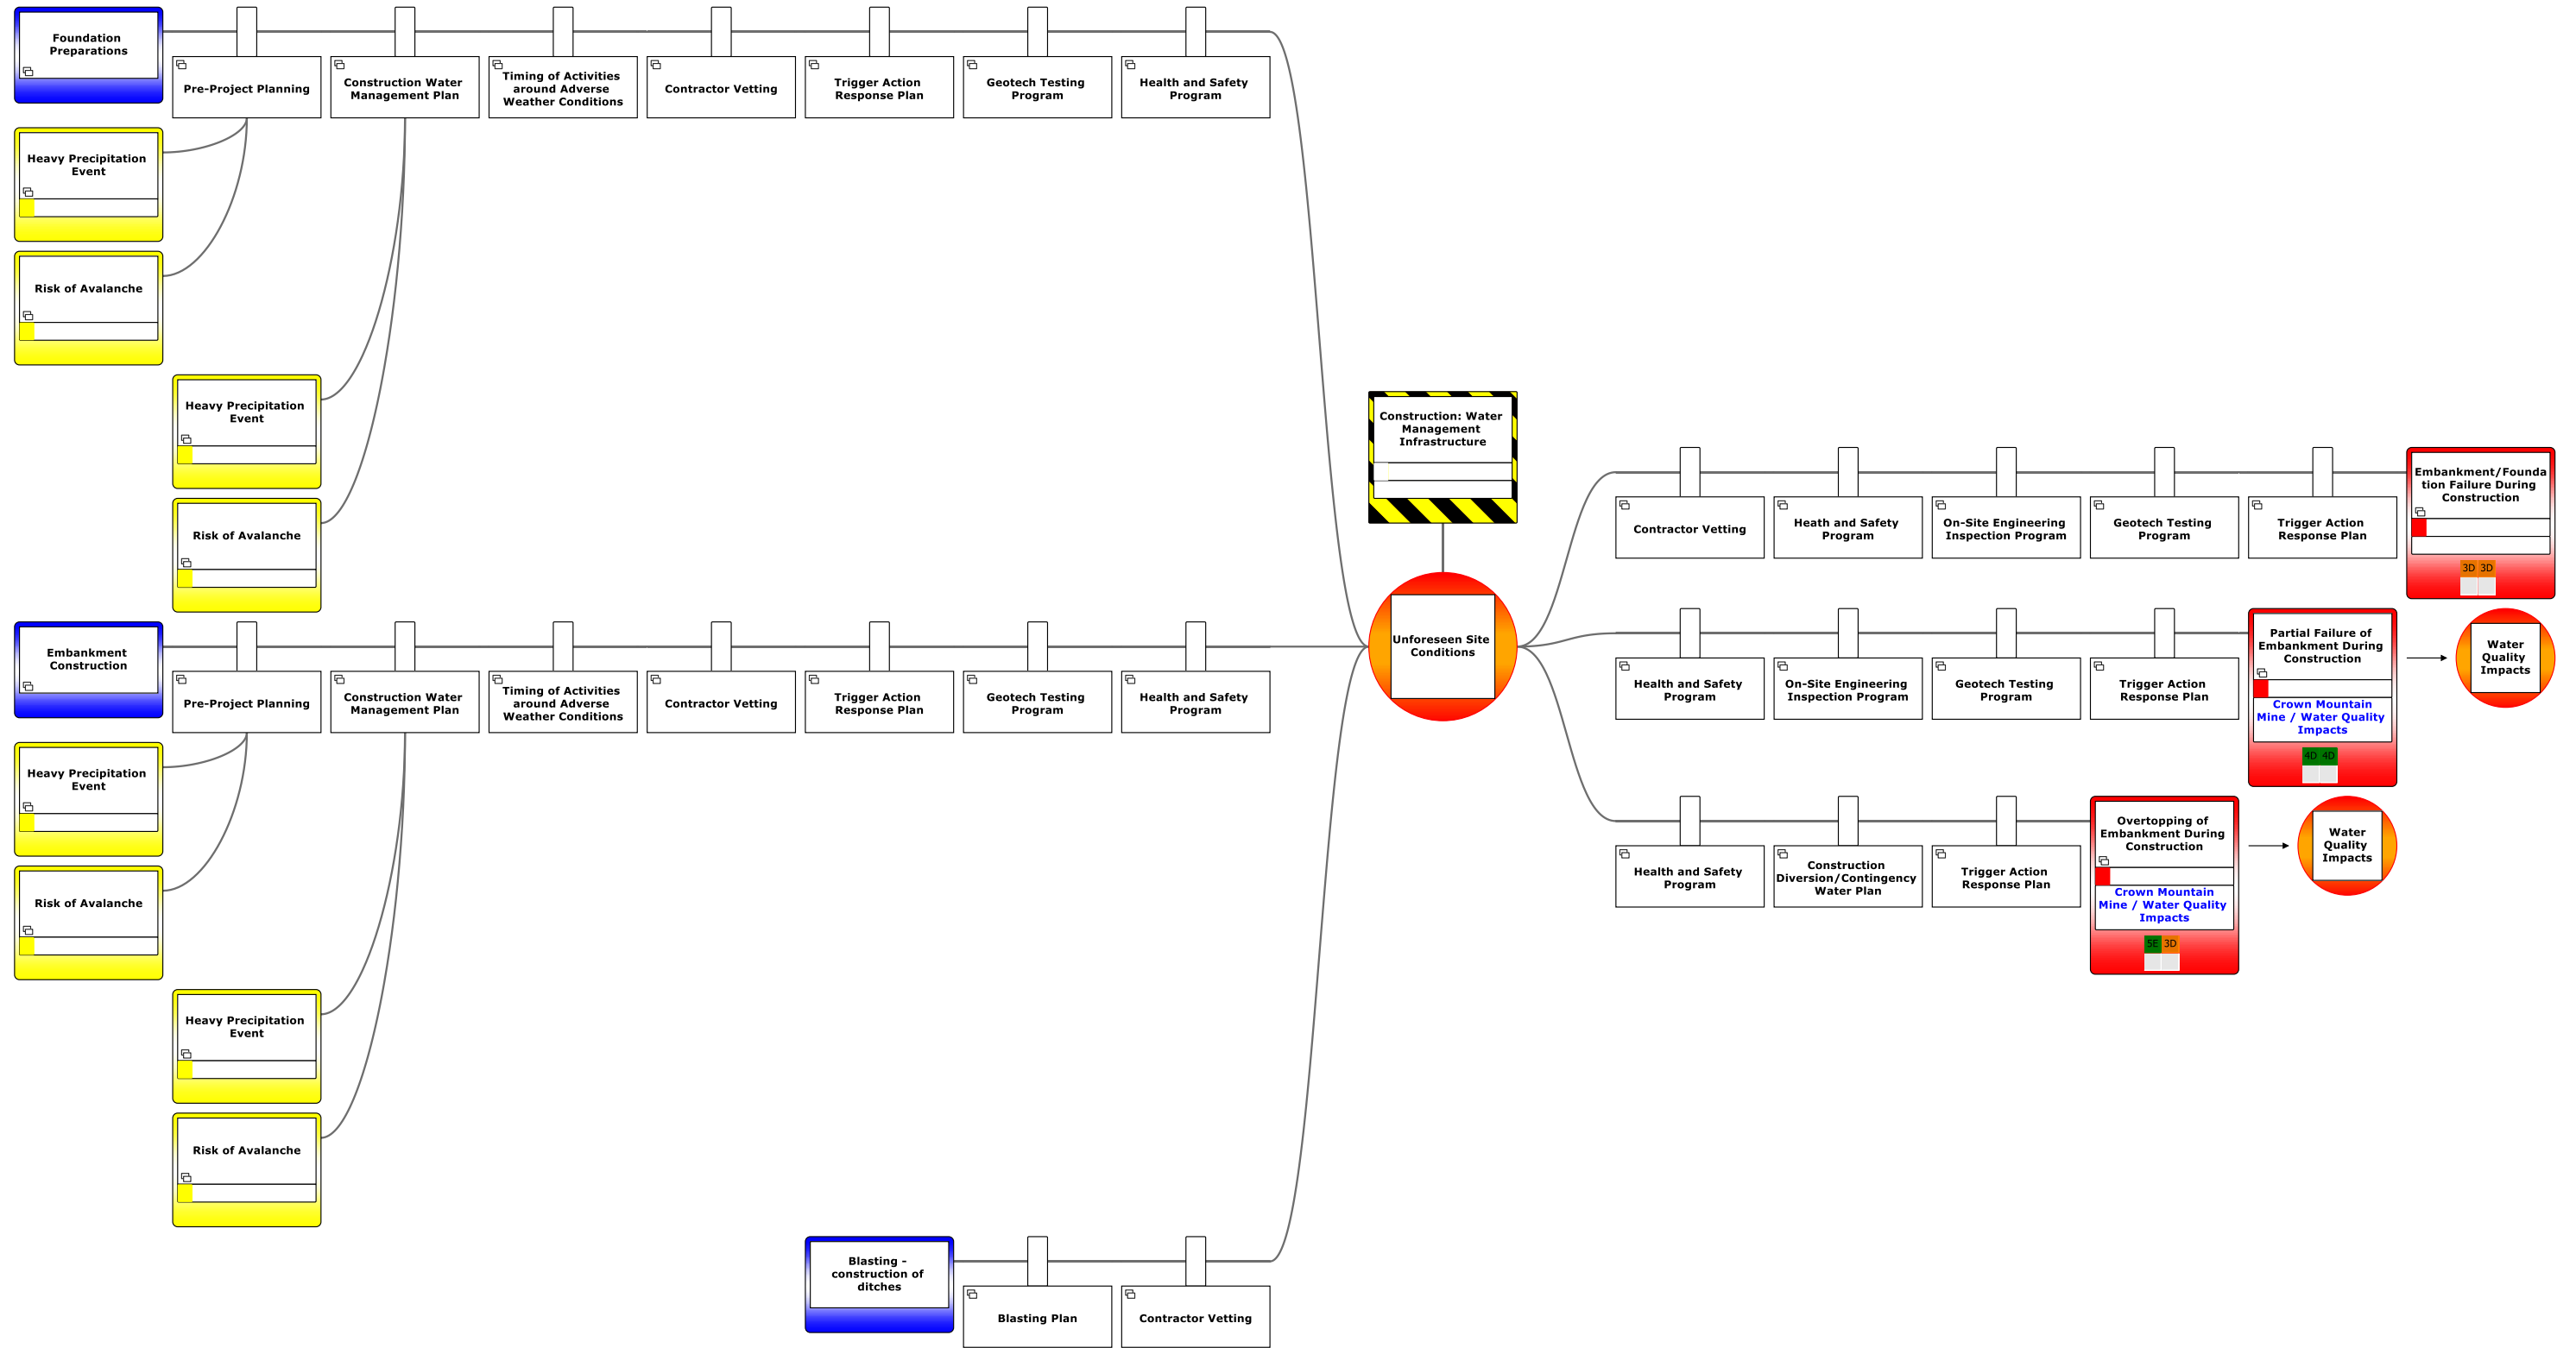 Foundation
Preparations
Pre-Project Planning
Construction Water
Management Plan
Timing of Activities
around Adverse
Weather Conditions
Contractor Vetting
Trigger Action
Response Plan
Geotech Testing
Program
Health and Safety
Program
Heavy Precipitation
Event
Risk of Avalanche
Heavy Precipitation
Event
Risk of Avalanche
Embankment
Construction
Pre-Project Planning
Construction Water
Management Plan
Timing of Activities
around Adverse
Weather Conditions
Contractor Vetting
Trigger Action
Response Plan
Geotech Testing
Program
Health and Safety
Program
Heavy Precipitation
Event
Risk of Avalanche
Heavy Precipitation
Event
Risk of Avalanche
Blasting -
construction of
ditches
Blasting Plan
Contractor Vetting
Construction: Water
Management
Infrastructure
Unforeseen Site
Conditions
Contractor Vetting
Heath and Safety
Program
On-Site Engineering
Inspection Program
Geotech Testing
Program
Trigger Action
Response Plan
Embankment/Founda
tion Failure During
Construction
3D 3D
Health and Safety
Program
On-Site Engineering
Inspection Program
Geotech Testing
Program
Trigger Action
Response Plan
Partial Failure of
Embankment During
Construction
Crown Mountain
Mine / Water Quality
Impacts
4D 4D
Water
Quality
Impacts
Health and Safety
Program
Construction
Diversion/Contingency
Water Plan
Trigger Action
Response Plan
Overtopping of
Embankment During
Construction
Crown Mountain
Mine / Water Quality
Impacts
5E 3D
Water
Quality
Impacts